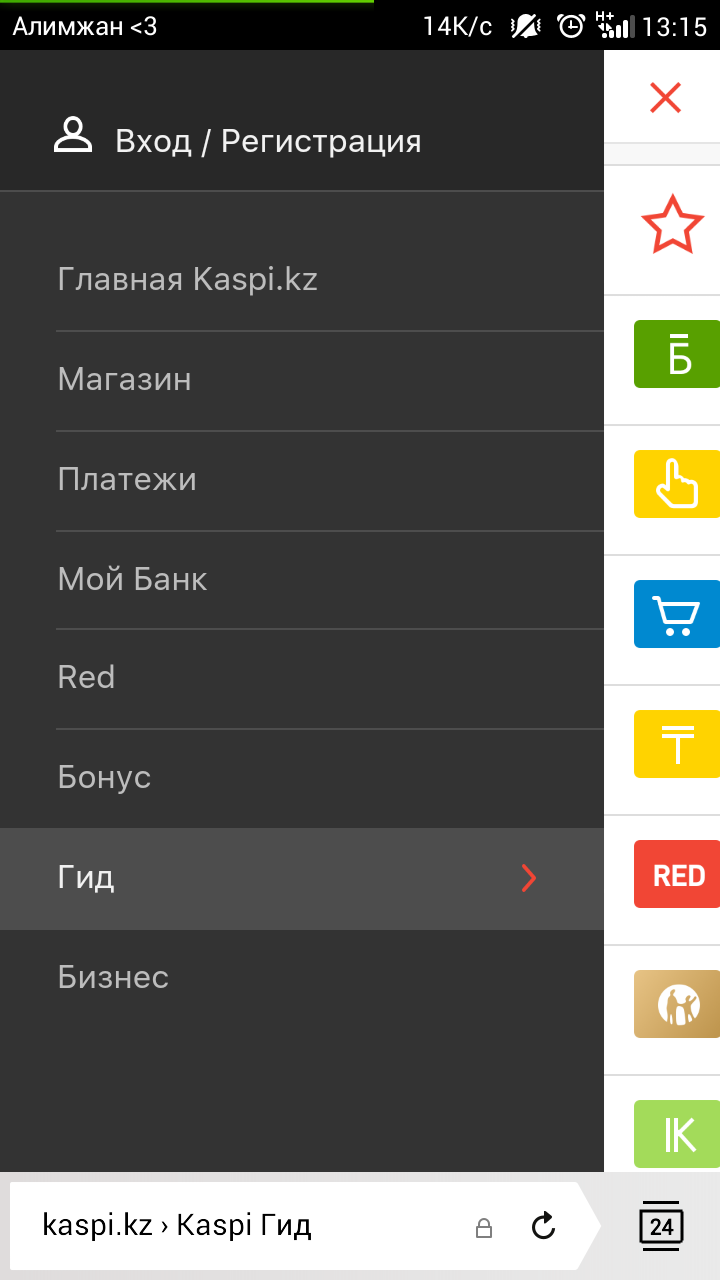 Алимжан <3 14K/c H+ 13:15
Вход / Регистрация
Главная Kaspi.kz
Магазин
Б
Платежи
Мой Банк
Red
Бонус
₸
Гид
RED
Бизнес
K
kaspi.kz › Kaspi Гид 24